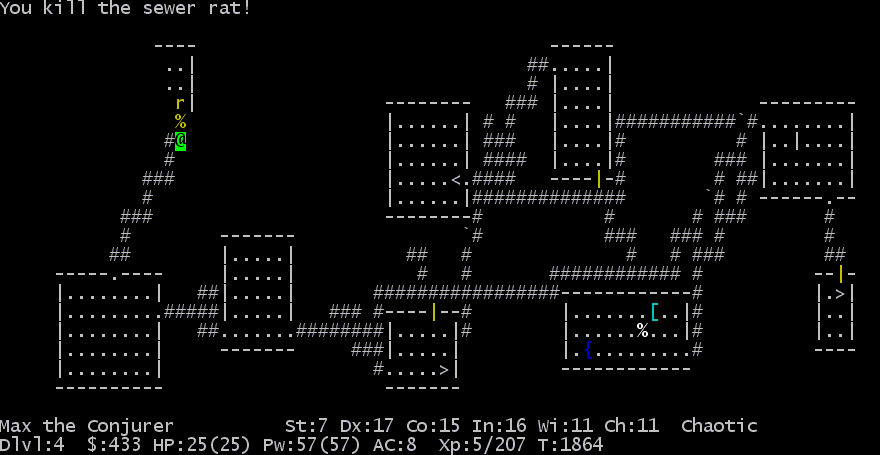 You kill the sewer rat!
Max the Conjurer St:7 Dx:17 Co:15 In:16 Wi:11 Ch:11 Chaotic
Dlvl:4 $:433 HP:25(25) Pw:57(57) AC:8 Xp:5/207 T:1864